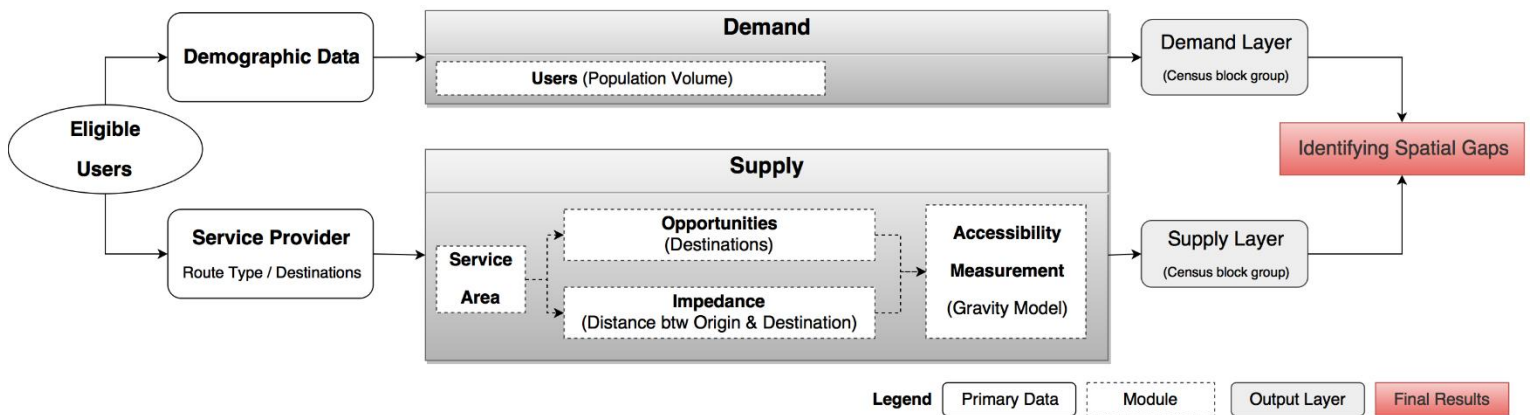 Eligible
Users
Demographic Data
Demand
Users (Population Volume)
Demand Layer
(Census block group)
Service Provider
Route Type / Destinations
Supply
Service
Area
Opportunities
(Destinations)
Impedance
(Distance btw Origin & Destination)
Accessibility
Measurement
(Gravity Model)
Supply Layer
(Census block group)
Identifying Spatial Gaps
Legend
Primary Data
Module
Output Layer
Final Results